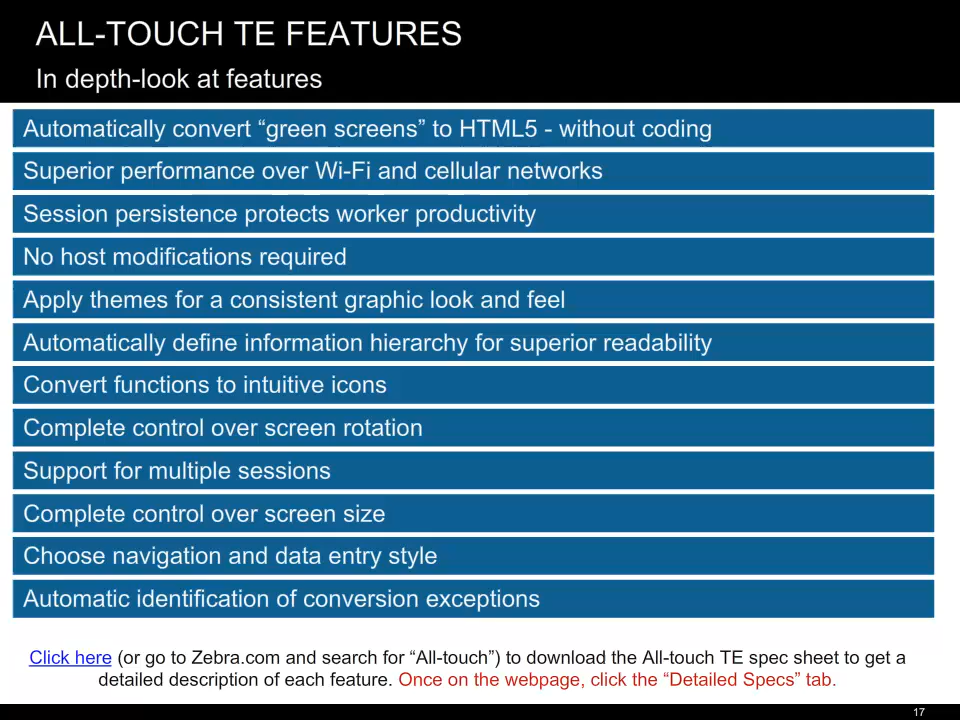 ALL-TOUCH TE FEATURES
In depth-look at features
Automatically convert “green screens” to HTML5 - without coding
Superior performance over Wi-Fi and cellular networks
Session persistence protects worker productivity
No host modifications required
Apply themes for a consistent graphic look and feel
Automatically define information hierarchy for superior readability
Convert functions to intuitive icons
Complete control over screen rotation
Support for multiple sessions
Complete control over screen size
Choose navigation and data entry style
Automatic identification of conversion exceptions
Click here (or go to Zebra.com and search for “All-touch”) to download the All-touch TE spec sheet to get a
detailed description of each feature. Once on the webpage, click the “Detailed Specs” tab.
17